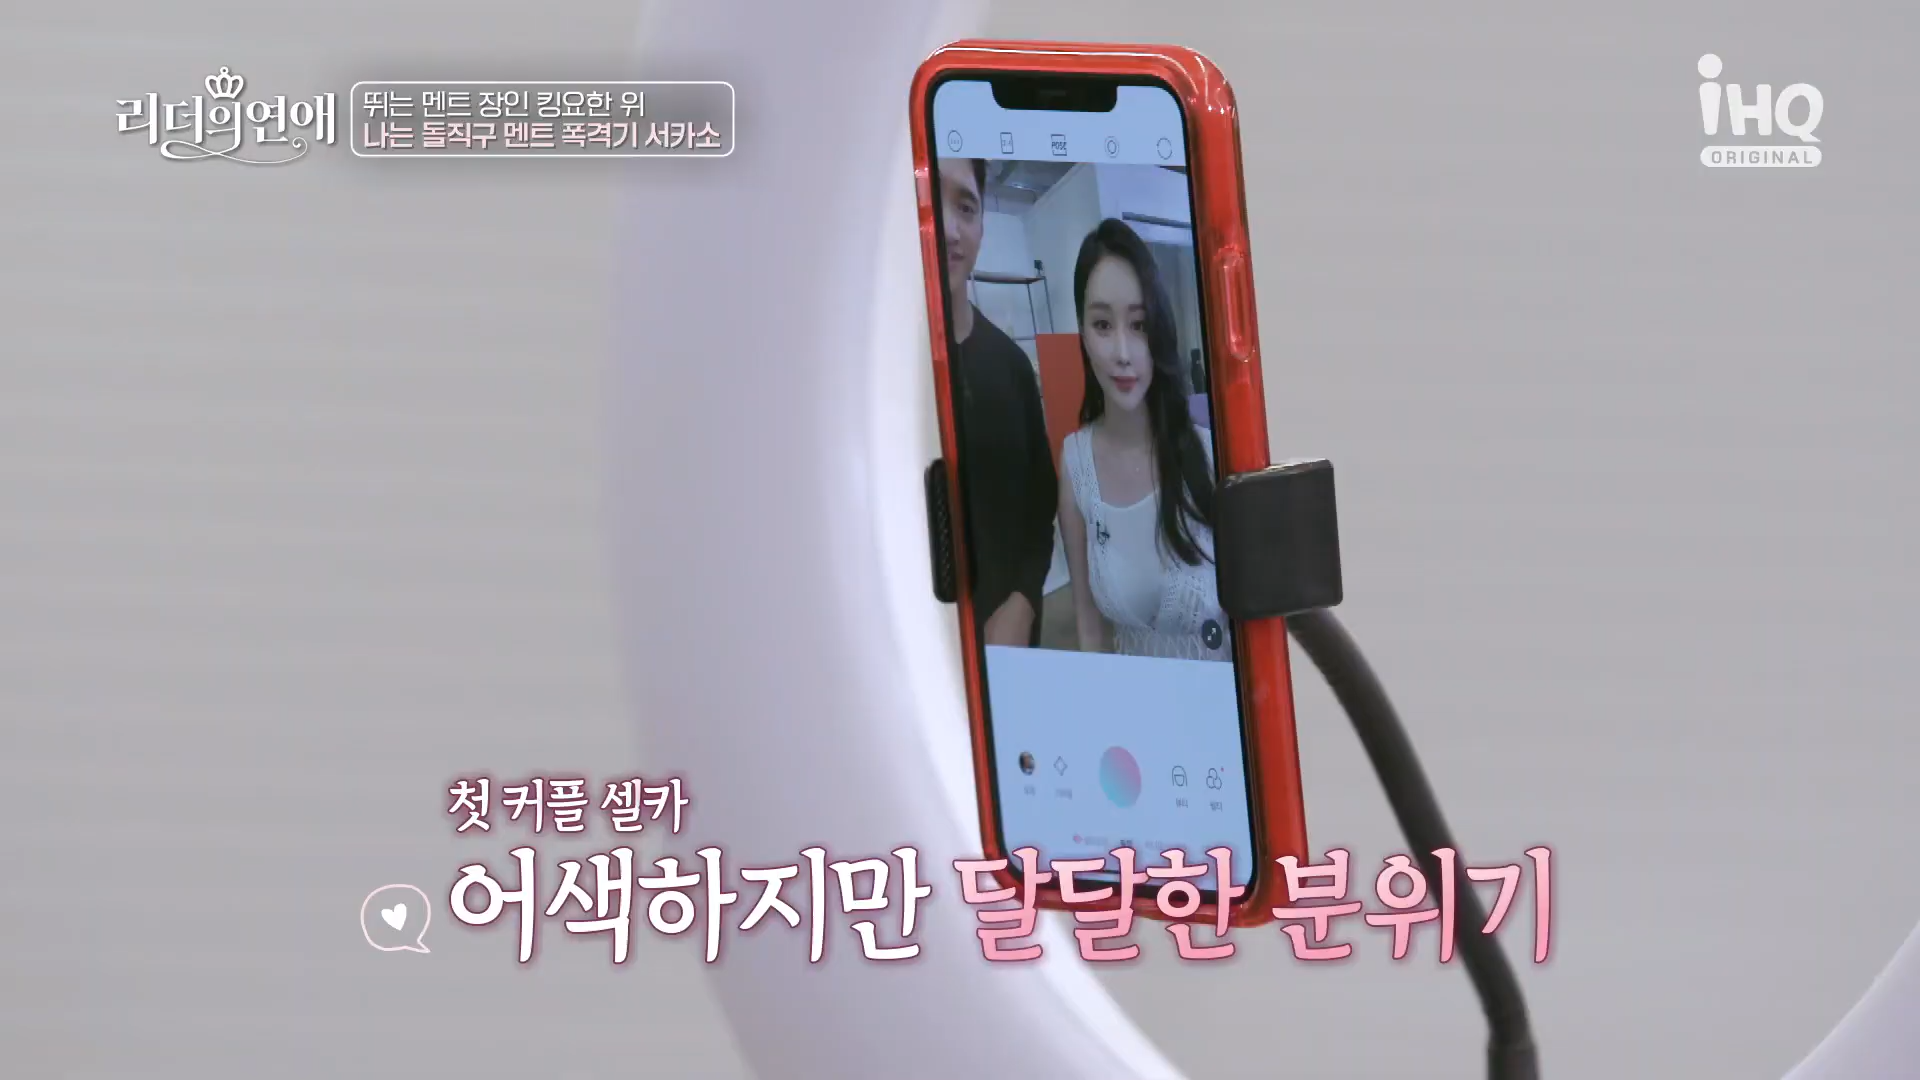 리더의 연애
뛰는 멘트 장인 킹요한 위
나는 돌직구 멘트 폭격기 서카소
iHQ
ORIGINAL
POSE
첫 커플 셀카
어색하지만 달달한 분위기